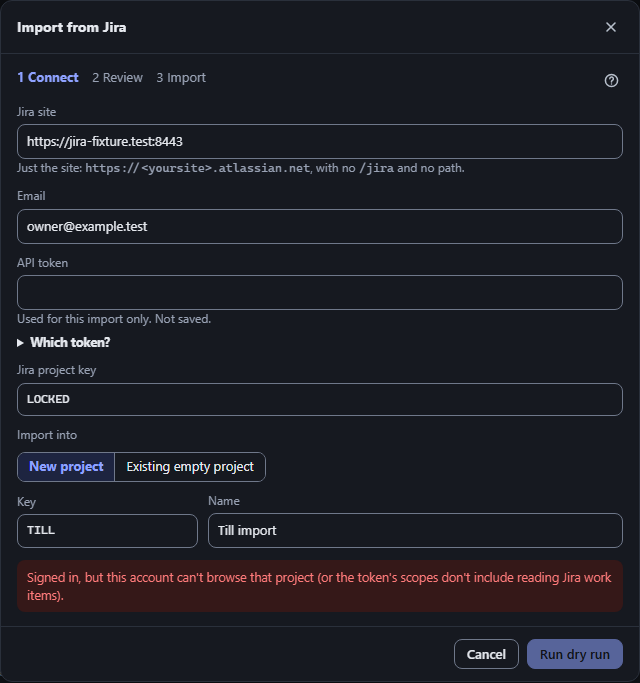 Import from Jira
1 Connect 2 Review 3 Import
Jira site
https://jira-fixture.test:8443
Just the site: https://<yoursite>.atlassian.net, with no /jira and no path.
Email
owner@example.test
API token
Used for this import only. Not saved.
Which token?
Jira project key
LOCKED
Import into
New project Existing empty project
Key Name
TILL Till import
Signed in, but this account can't browse that project (or the token's scopes don't include reading Jira work
items).
Cancel Run dry run